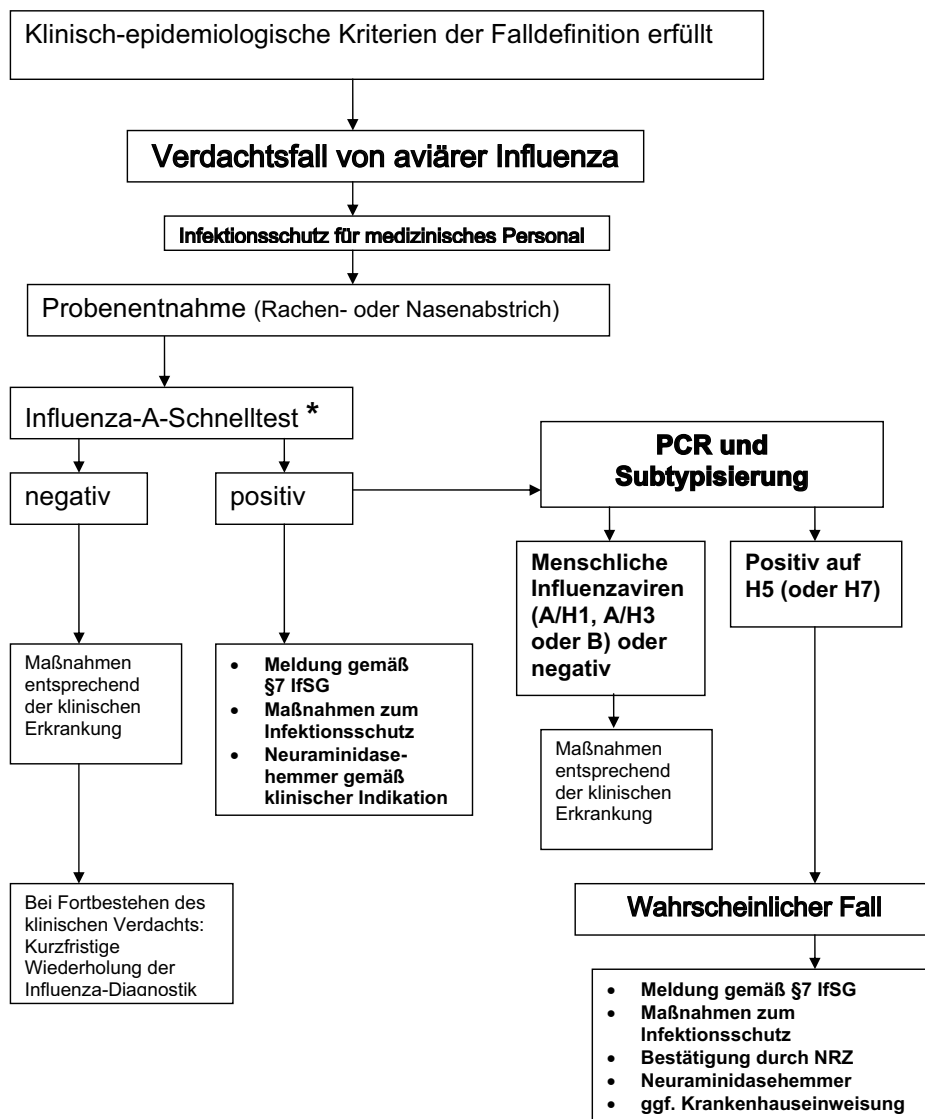 Klinisch-epidemiologische Kriterien der Falldefinition erfüllt
Verdachtsfall von aviärer Influenza
Infektionsschutz für medizinisches Personal
Probenentnahme (Rachen- oder Nasenabstrich)
Influenza-A-Schnelltest *
negativ
positiv
PCR und
Subtypisierung
Menschliche
Influenzaviren
(A/H1, A/H3
oder B) oder
negativ
Positiv auf
H5 (oder H7)
Maßnahmen
entsprechend
der klinischen
Erkrankung
• Meldung gemäß
§7 IfSG
• Maßnahmen zum
Infektionsschutz
• Neuraminidase-
hemmer gemäß
klinischer Indikation
Maßnahmen
entsprechend
der klinischen
Erkrankung
Bei Fortbestehen des
klinischen Verdachts:
Kurzfristige
Wiederholung der
Influenza-Diagnostik
Wahrscheinlicher Fall
• Meldung gemäß §7 IfSG
• Maßnahmen zum
Infektionsschutz
• Bestätigung durch NRZ
• Neuraminidasehemmer
• ggf. Krankenhauseinweisung